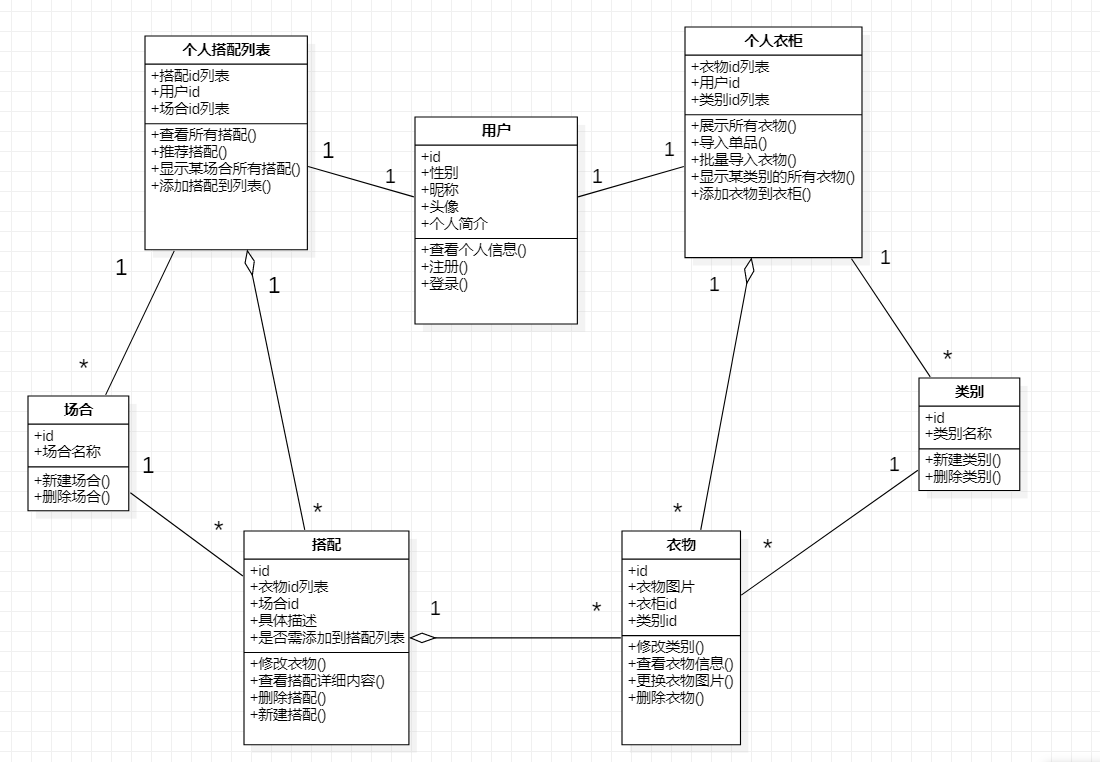 个人搭配列表
+搭配id列表
+用户id
+场合id列表
+查看所有搭配()
+推荐搭配()
+显示某场合所有搭配()
+添加搭配到列表()
1
1
用户
+id
+性别
+昵称
+头像
+个人简介
+查看个人信息()
+注册()
+登录()
1
1
个人衣柜
+衣物id列表
+用户id
+类别id列表
+展示所有衣物()
+导入单品()
+批量导入衣物()
+显示某类别的所有衣物()
+添加衣物到衣柜()
1
1
1
1
*
*
场合
+id
+场合名称
+新建场合()
+删除场合()
类别
+id
+类别名称
+新建类别()
+删除类别()
1
*
*
*
1
*
搭配
+id
+衣物id列表
+场合id
+具体描述
+是否需添加到搭配列表
+修改衣物()
+查看搭配详细内容()
+删除搭配()
+新建搭配()
1
*
衣物
+id
+衣物图片
+衣柜id
+类别id
+修改类别()
+查看衣物信息()
+更换衣物图片()
+删除衣物()